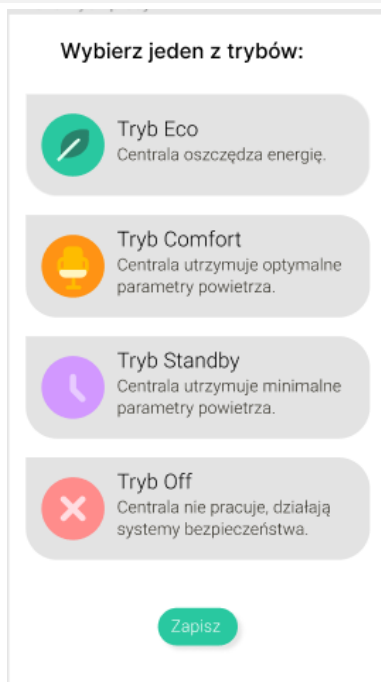 Wybierz jeden z trybów:
Tryb Eco
Centrala oszczędza energię.
Tryb Comfort
Centrala utrzymuje optymalne
parametry powietrza.
Tryb Standby
Centrala utrzymuje minimalne
parametry powietrza.
Tryb Off
Centrala nie pracuje, działają
systemy bezpieczeństwa.
Zapisz